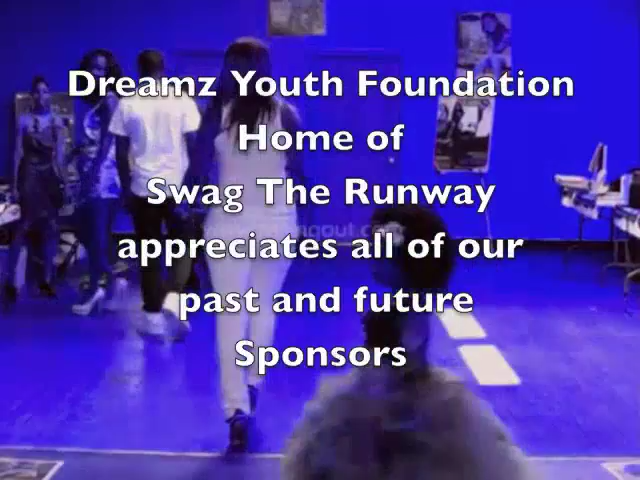 Dreamz Youth Foundation
Home of
Swag The Runway
appreciates all of our
past and future
Sponsors